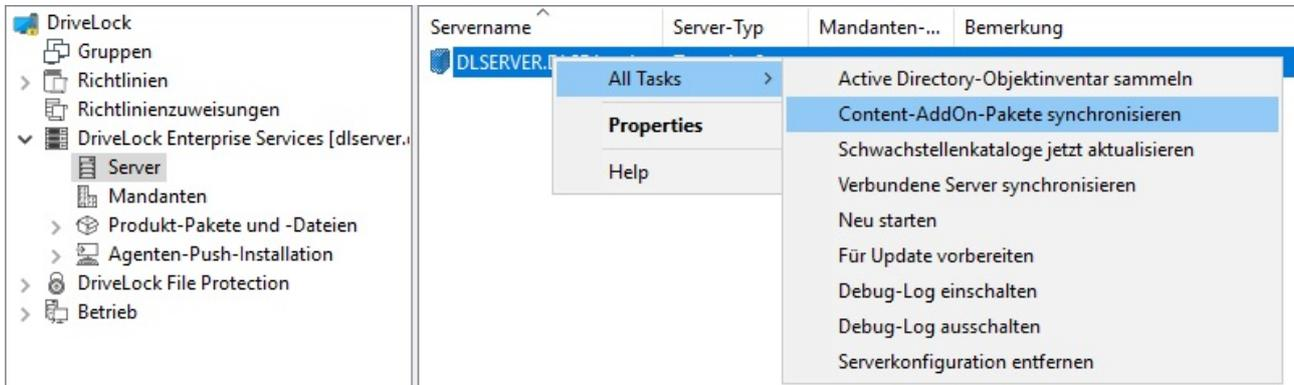 DriveLock
Gruppen
Richtlinien
Richtlinienzuweisungen
DriveLock Enterprise Services [dlserver.
Server
Mandanten
Produkt-Pakete und -Dateien
Agenten-Push-Installation
DriveLock File Protection
Betrieb
Servername Server-Typ Mandanten-... Bemerkung
All Tasks
Properties
Help
Active Directory-Objektinventar sammeln
Content-AddOn-Pakete synchronisieren
Schwachstellenkataloge jetzt aktualisieren
Verbundene Server synchronisieren
Neu starten
Für Update vorbereiten
Debug-Log einschalten
Debug-Log ausschalten
Serverkonfiguration entfernen